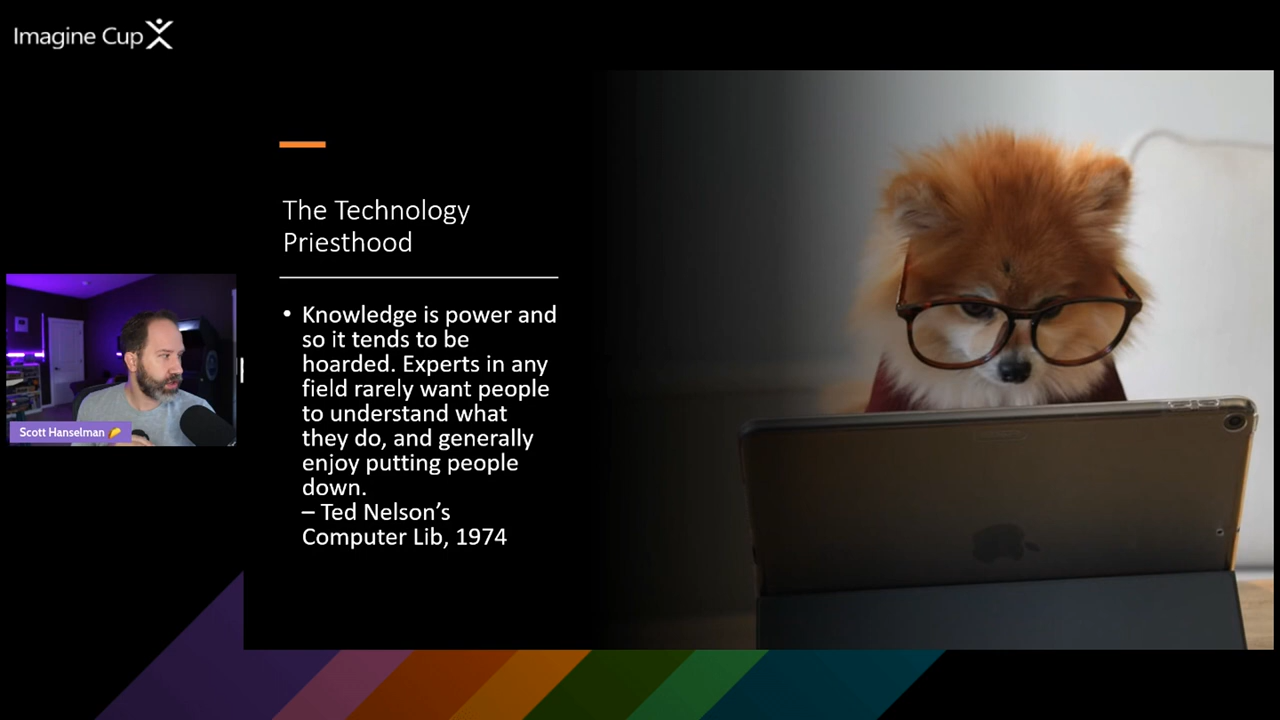 Imagine Cup
The Technology
Priesthood
• Knowledge is power and
so it tends to be
hoarded. Experts in any
field rarely want people
to understand what
they do, and generally
enjoy putting people
down.
– Ted Nelson’s
Computer Lib, 1974
Scott Hanselman